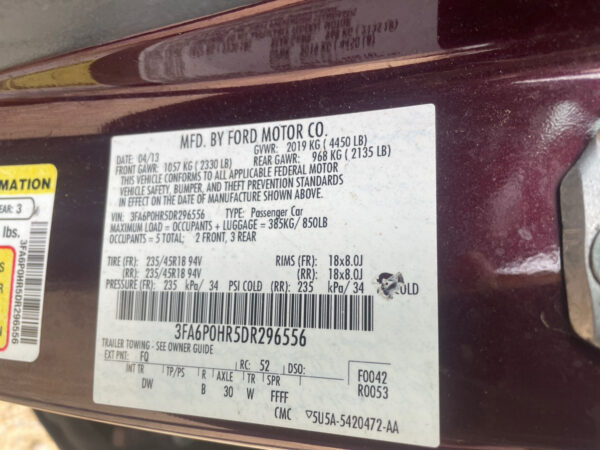 MFD. BY FORD MOTOR CO.
DATE: 04/13 GVWR: 2019 KG ( 4450 LB)
FRONT GAWR: 1057 KG ( 2330 LB) REAR GAWR: 968 KG ( 2135 LB)
THIS VEHICLE CONFORMS TO ALL APPLICABLE FEDERAL MOTOR
VEHICLE SAFETY, BUMPER, AND THEFT PREVENTION STANDARDS
IN EFFECT ON THE DATE OF MANUFACTURE SHOWN ABOVE.
VIN: 3FA6P0HR5DR296556 TYPE: Passenger Car
MAXIMUM LOAD = OCCUPANTS + LUGGAGE = 385KG/850LB
OCCUPANTS = 5 TOTAL: 2 FRONT, 3 REAR
TIRE (FR): 235/45R18 94V RIMS (FR): 18x8.0J
(RR): 235/45R18 94V (RR): 18x8.0J
PRESSURE (FR): 235 kPa/ 34 PSI COLD (RR): 235 kPa/ 34 OLD
3FA6P0HR5DR296556
TRAILER TOWING - SEE OWNER GUIDE
EXT PNT: FQ RC: 52 DSO:
INT TR TP/PS R AXLE TR SPR F0042
DW B 30 W FFFF R0053
CMC ▽5U5A-5420472-AA
RMATION
EAR: 3
lbs.
3FA6P0HR5DR296556